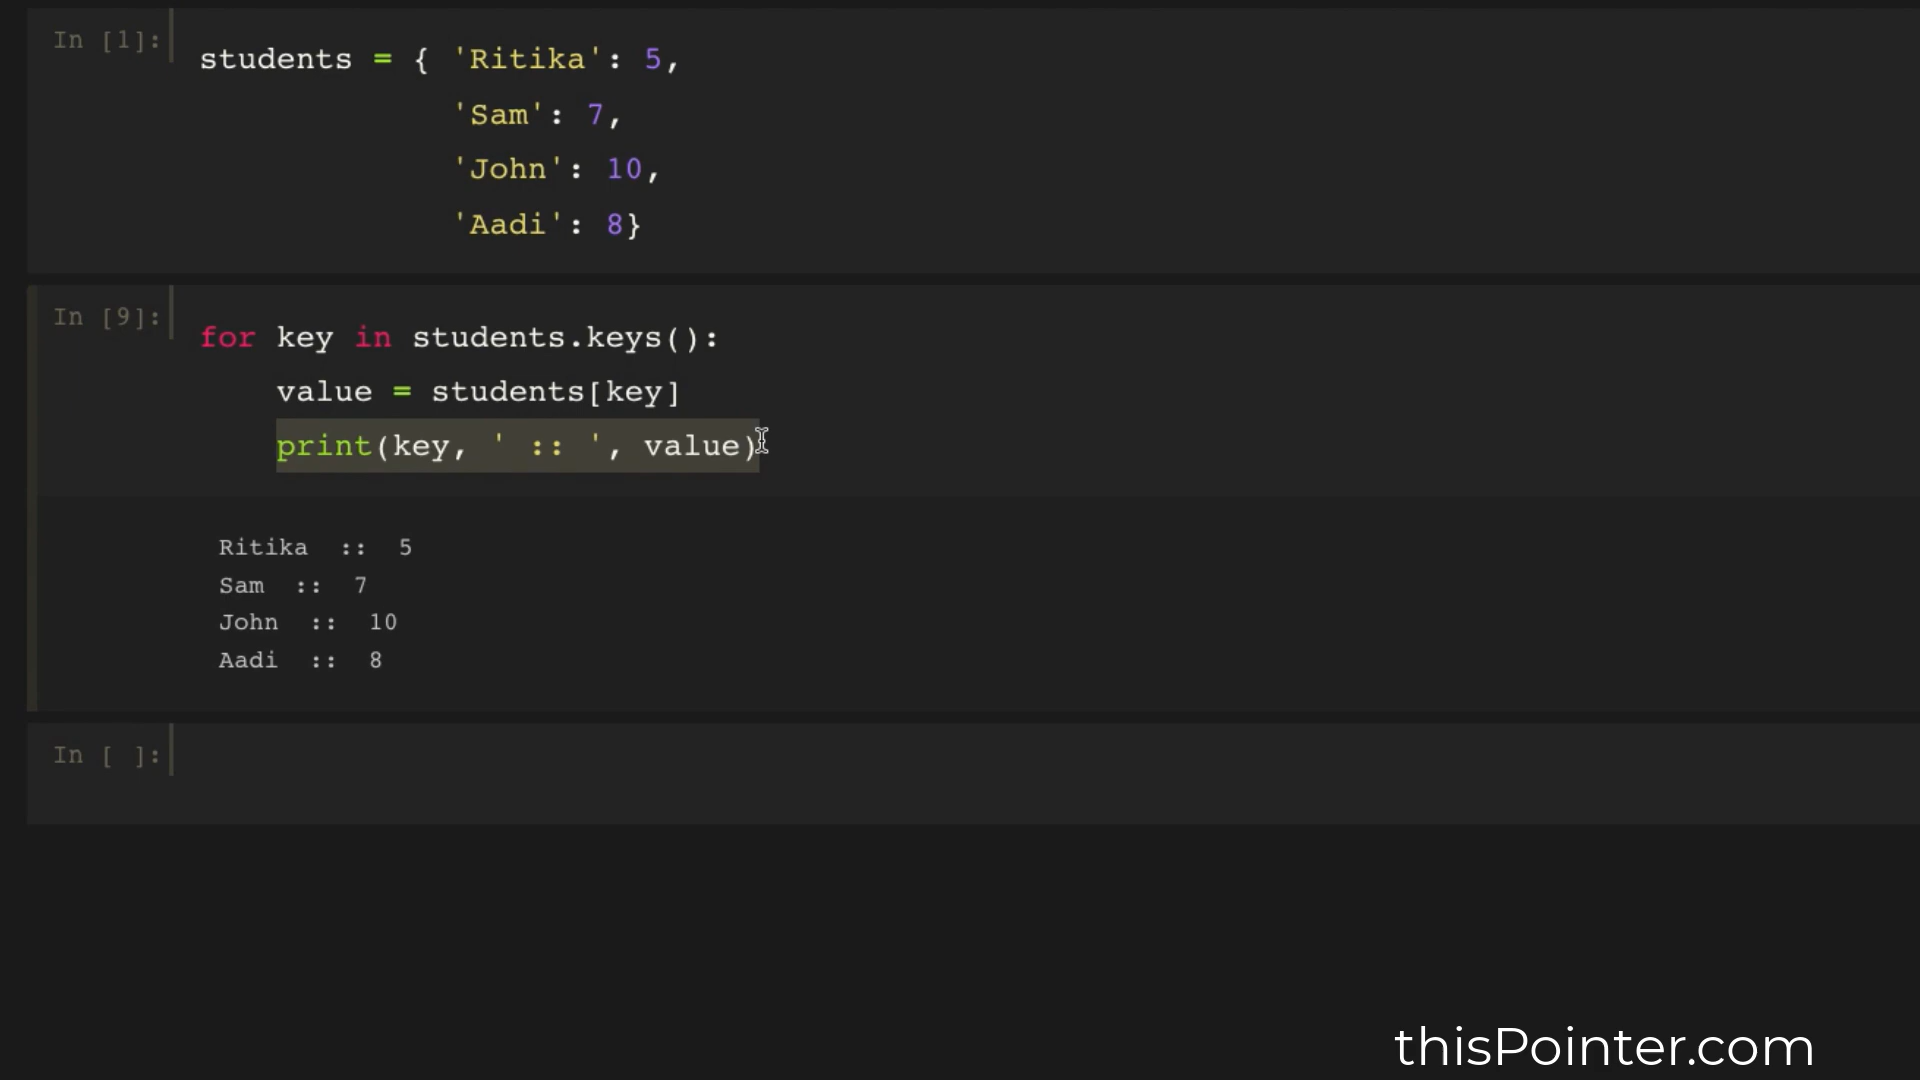 In [1]:
students = { 'Ritika': 5,
'Sam': 7,
'John': 10,
'Aadi': 8}
In [9]:
for key in students.keys():
value = students[key]
print(key, ' :: ', value)
Ritika  ::  5
Sam  ::  7
John  ::  10
Aadi  ::  8
In [ ]:
thisPointer.com